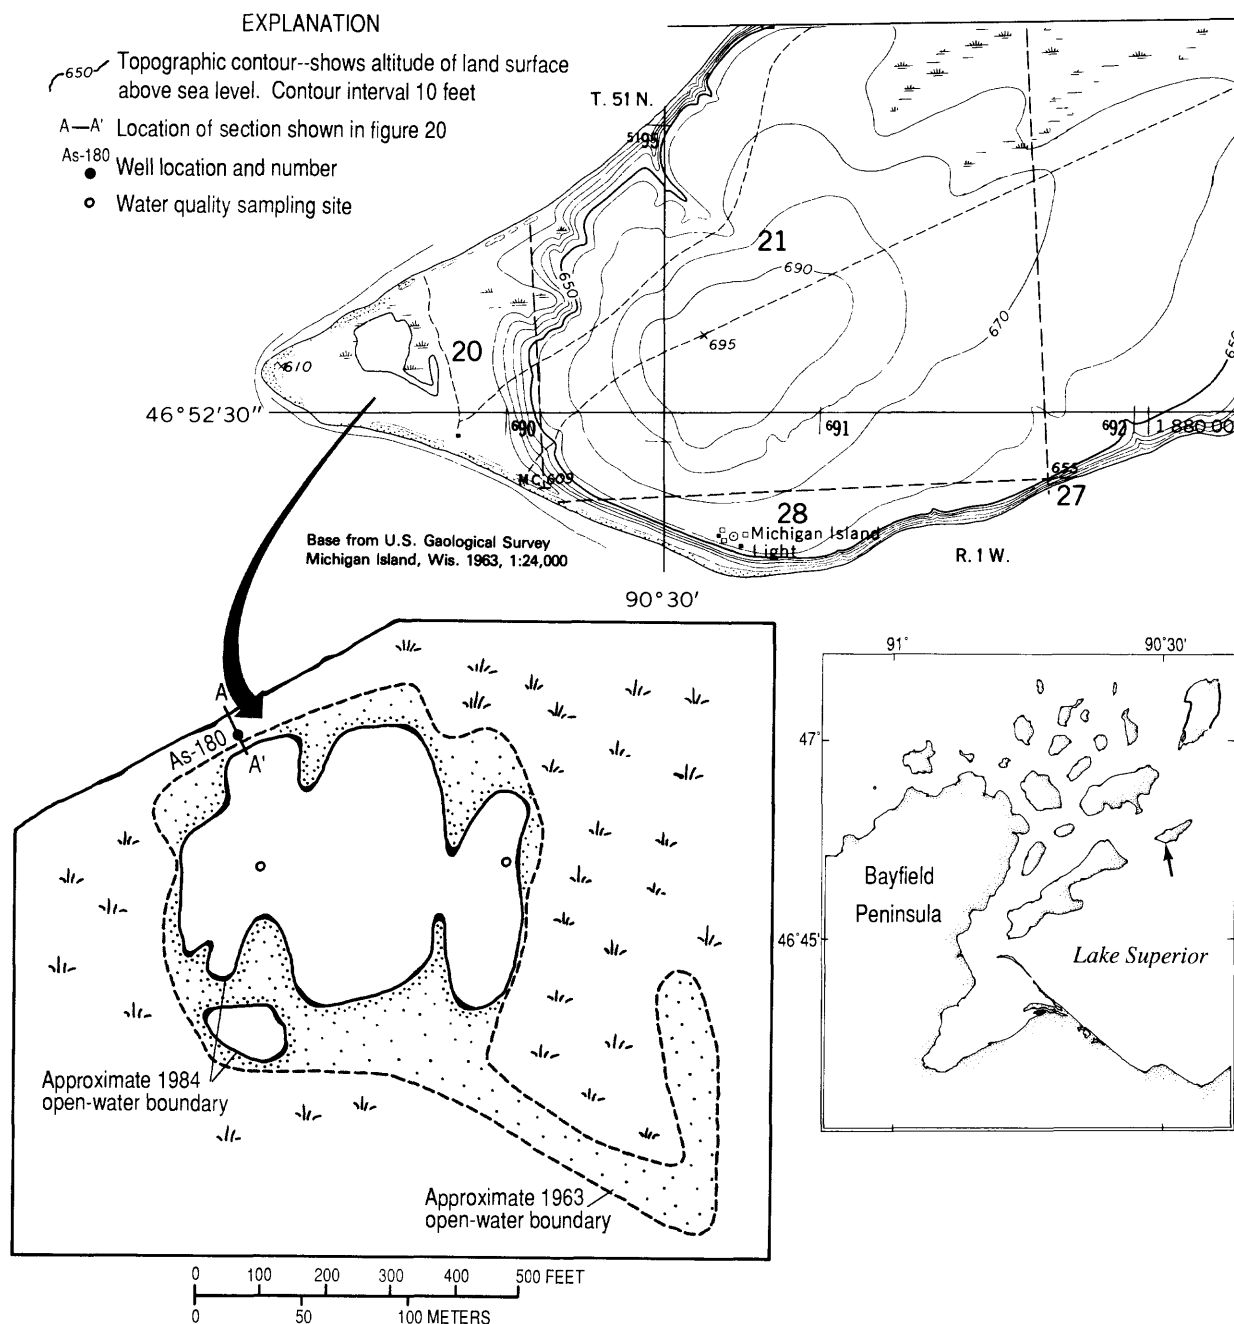 EXPLANATION
650 Topographic contour--shows altitude of land surface
above sea level. Contour interval 10 feet
A—A' Location of section shown in figure 20
As-180 Well location and number
Water quality sampling site
T. 51 N.
5195
21
650
690
695
670
650
20
610
46°52'30"
690
691
692
1 880 00
MC 609
655
27
28
Michigan Island
Light
R. 1 W.
Base from U.S. Geological Survey
Michigan Island, Wis. 1963, 1:24,000
90°30'
A
As-180
A'
Approximate 1984
open-water boundary
Approximate 1963
open-water boundary
0 100 200 300 400 500 FEET
0 50 100 METERS
91°
90°30'
47°
46°45'
Bayfield
Peninsula
Lake Superior